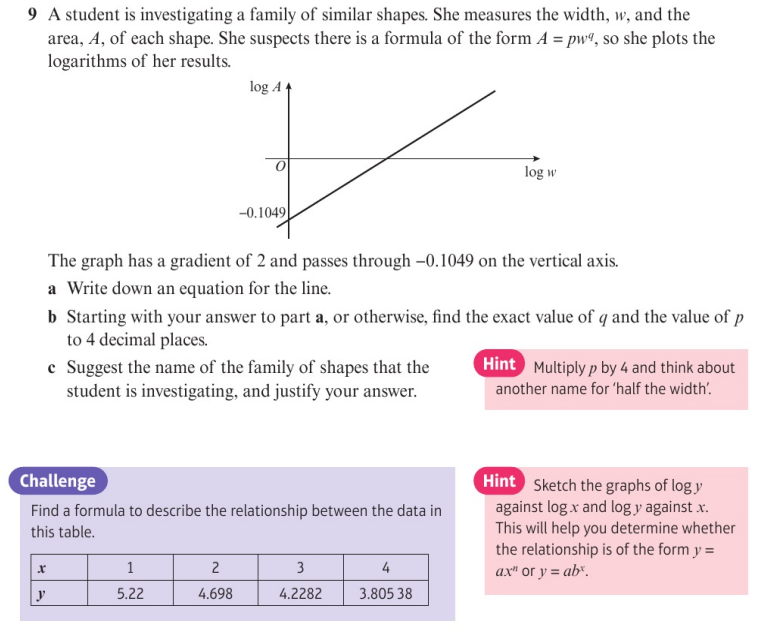 9 A student is investigating a family of similar shapes. She measures the width, w, and the
area, A, of each shape. She suspects there is a formula of the form A = pw^q, so she plots the
logarithms of her results.
log A
O
log w
−0.1049
The graph has a gradient of 2 and passes through −0.1049 on the vertical axis.
a Write down an equation for the line.
b Starting with your answer to part a, or otherwise, find the exact value of q and the value of p
to 4 decimal places.
c Suggest the name of the family of shapes that the
student is investigating, and justify your answer.
Hint Multiply p by 4 and think about
another name for ‘half the width’.
Challenge
Find a formula to describe the relationship between the data in
this table.
x 1 2 3 4
y 5.22 4.698 4.2282 3.805 38
Hint Sketch the graphs of log y
against log x and log y against x.
This will help you determine whether
the relationship is of the form y =
ax^n or y = ab^x.